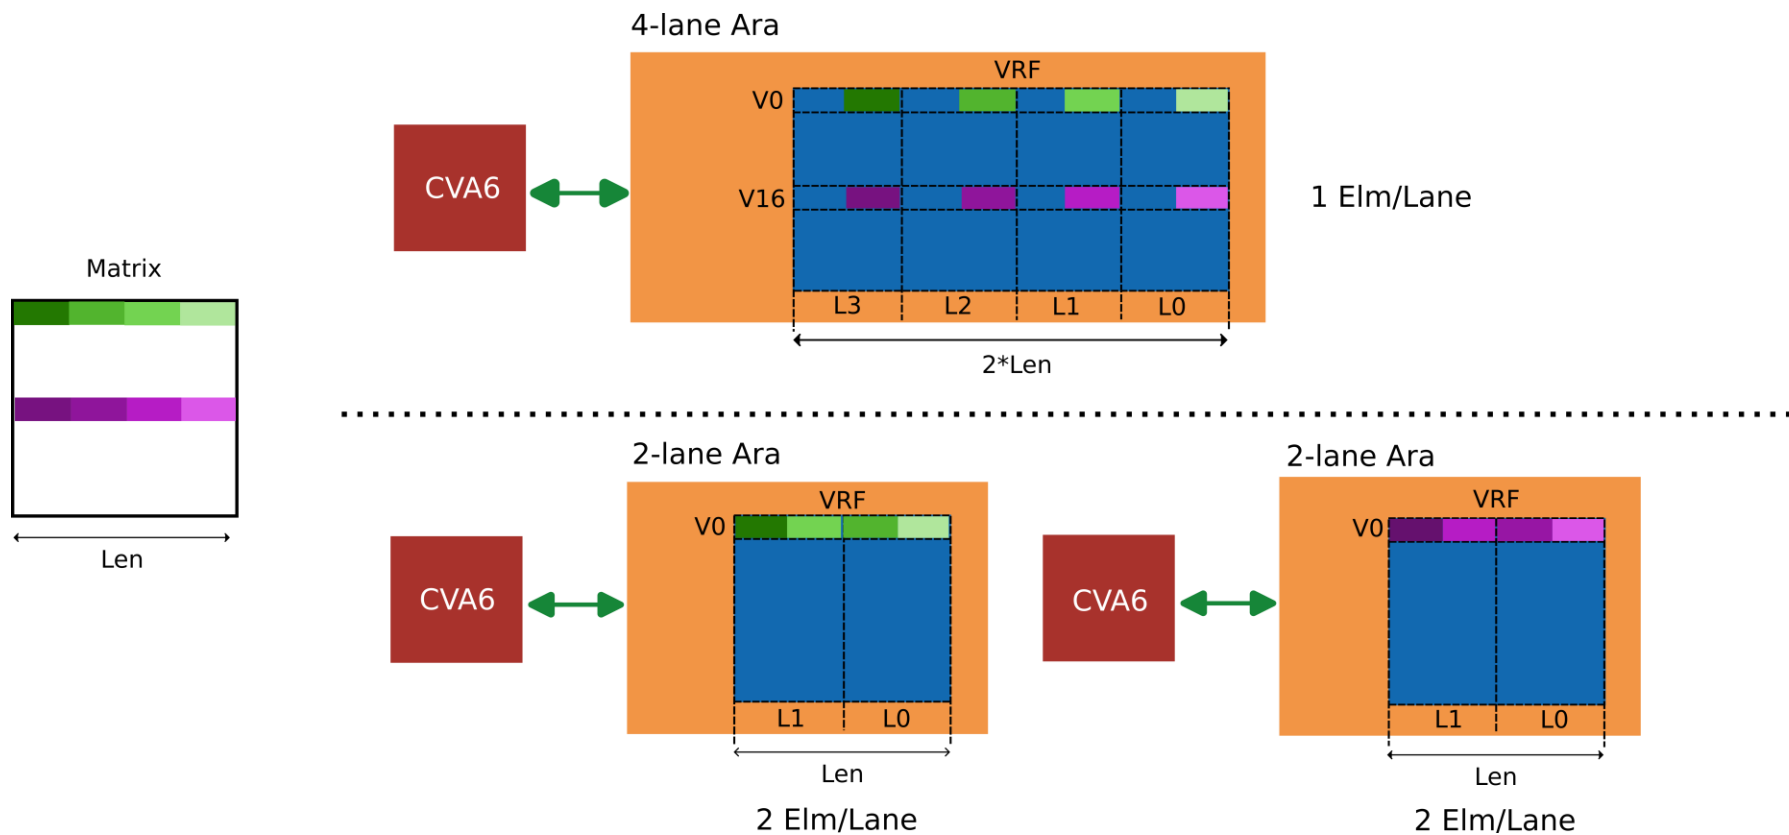 4-lane Ara
VRF
V0
CVA6
V16
1 Elm/Lane
L3 L2 L1 L0
2*Len
Matrix
Len
2-lane Ara
VRF
V0
CVA6
L1 L0
Len
2 Elm/Lane
2-lane Ara
VRF
V0
CVA6
L1 L0
Len
2 Elm/Lane